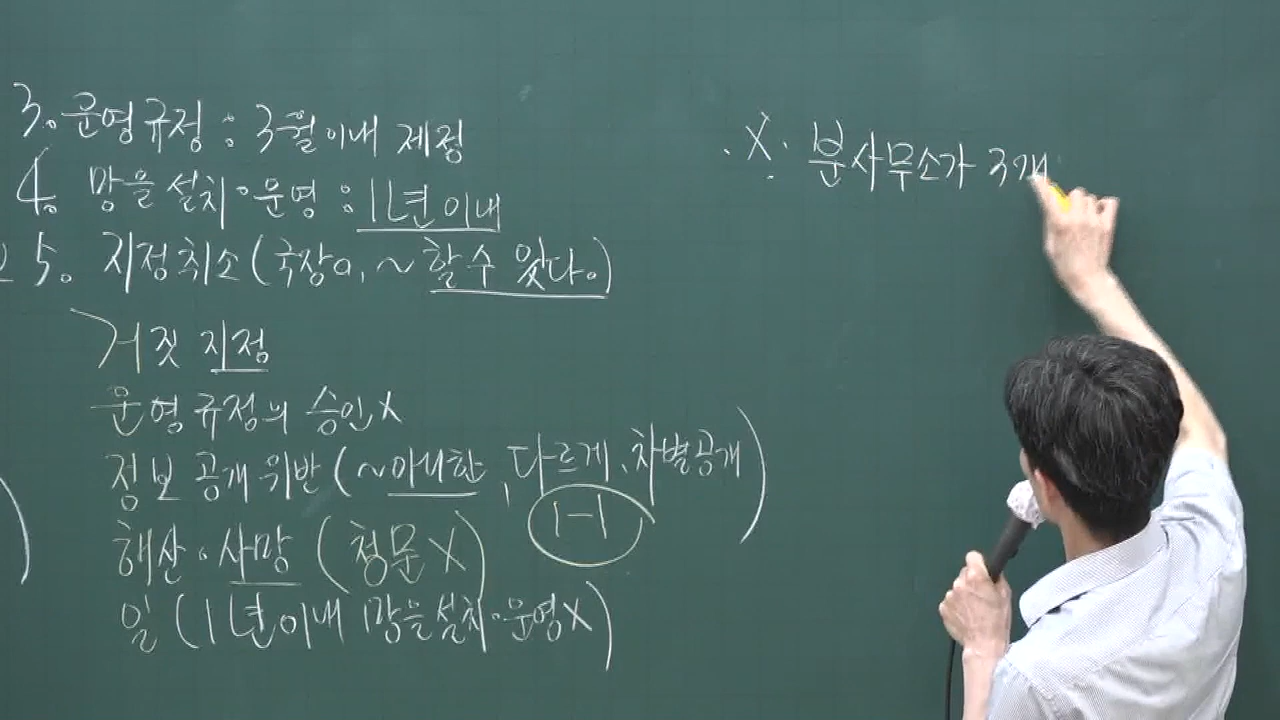 3. 운영규정 : 3월이내 제정
4. 망을 설치·운영 : 1년이내
5. 지정취소(국장o, ~할 수 있다.)
거짓 지정
운영규정의 승인X
정보 공개 위반(~아니한, 다르게, 차별공개)
1-1
해산·사망 (청문X)
일(1년이내 망을 설치·운영X)
· X· 분사무소가 3개